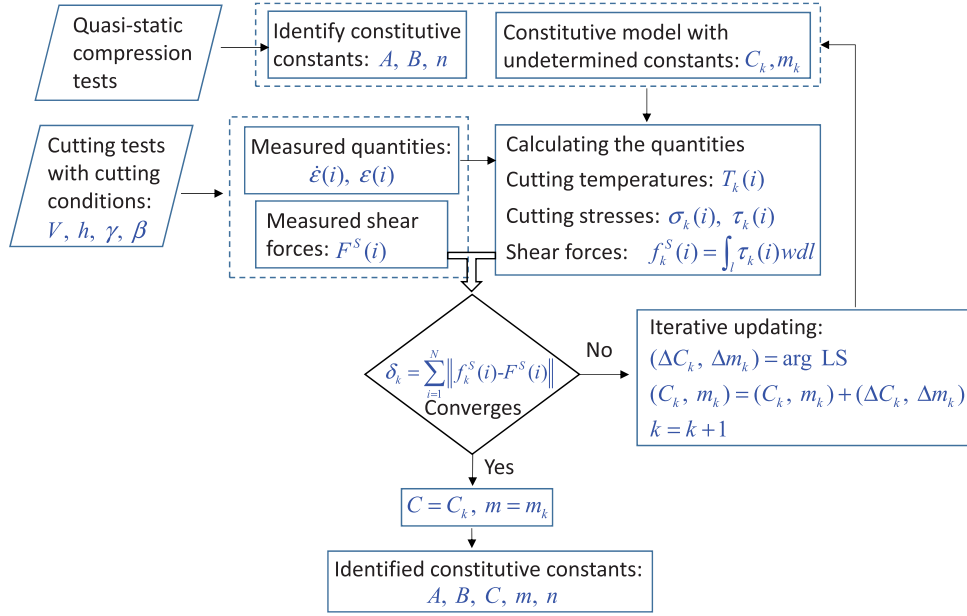 Quasi-static
compression
tests
Identify constitutive
constants: A, B, n
Constitutive model with
undetermined constants: C_k, m_k
Cutting tests
with cutting
conditions:
V, h, γ, β
Measured quantities:
ε̇(i), ε(i)
Measured shear
forces: F^S(i)
Calculating the quantities
Cutting temperatures: T_k(i)
Cutting stresses: σ_k(i), τ_k(i)
Shear forces: f_k^S(i) = ∫_l τ_k(i)wdl
δ_k = ∑_{i=1}^{N} ‖f_k^S(i)-F^S(i)‖
Converges
No
Iterative updating:
(ΔC_k, Δm_k) = arg LS
(C_k, m_k) = (C_k, m_k) + (ΔC_k, Δm_k)
k = k + 1
Yes
C = C_k, m = m_k
Identified constitutive constants:
A, B, C, m, n